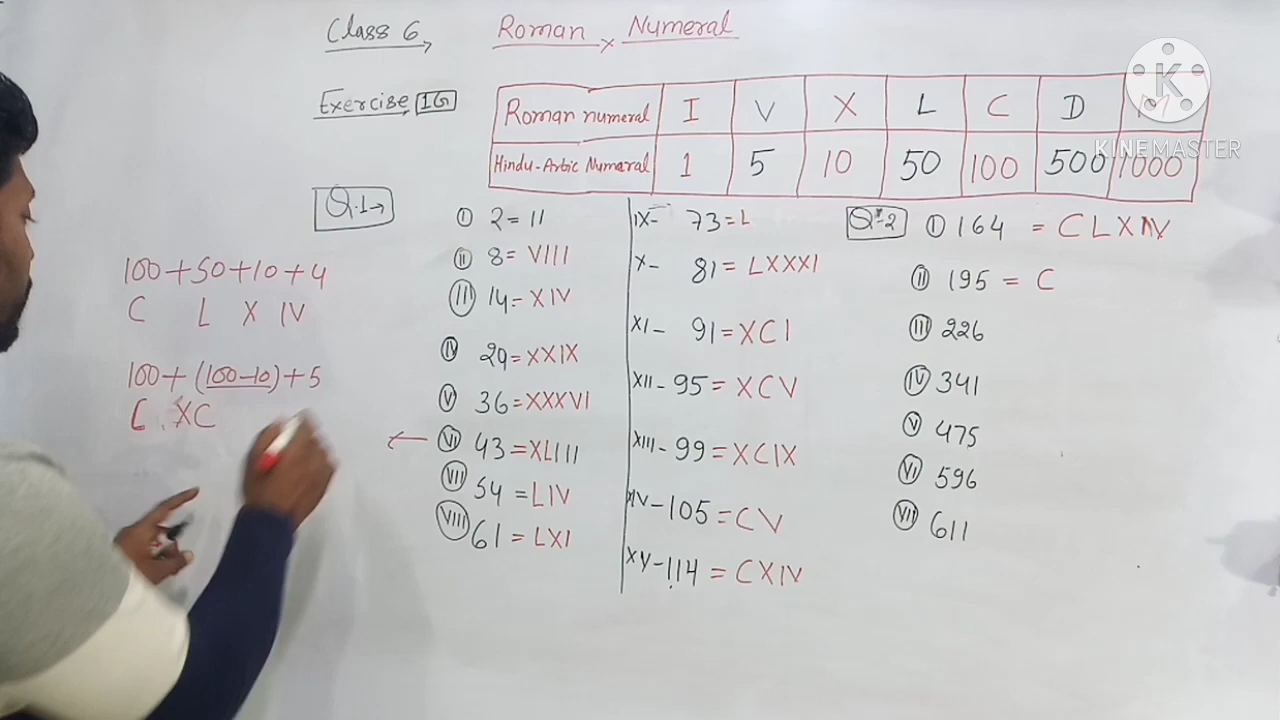 Class 6, Roman Numeral
Exercise 1G
Roman numeral I V X L C D M
Hindu-Arbic Numaral 1 5 10 50 100 500 1000
KINEMASTER
Q.1→
I 2 = II
II 8 = VIII
III 14 = XIV
IV 29 = XXIX
V 36 = XXXVI
← VI 43 = XLIII
VII 54 = LIV
VIII 61 = LXI
IX- 73 = L
X- 81 = LXXXI
XI- 91 = XCI
XII- 95 = XCV
XIII- 99 = XCIX
XIV- 105 = CV
XV- 114 = CXIV
Q-2 I 164 = CLXIV
II 195 = C
III 226
IV 341
V 475
VI 596
VII 611
100+50+10+4
C L X IV
100+(100-10)+5
C XC